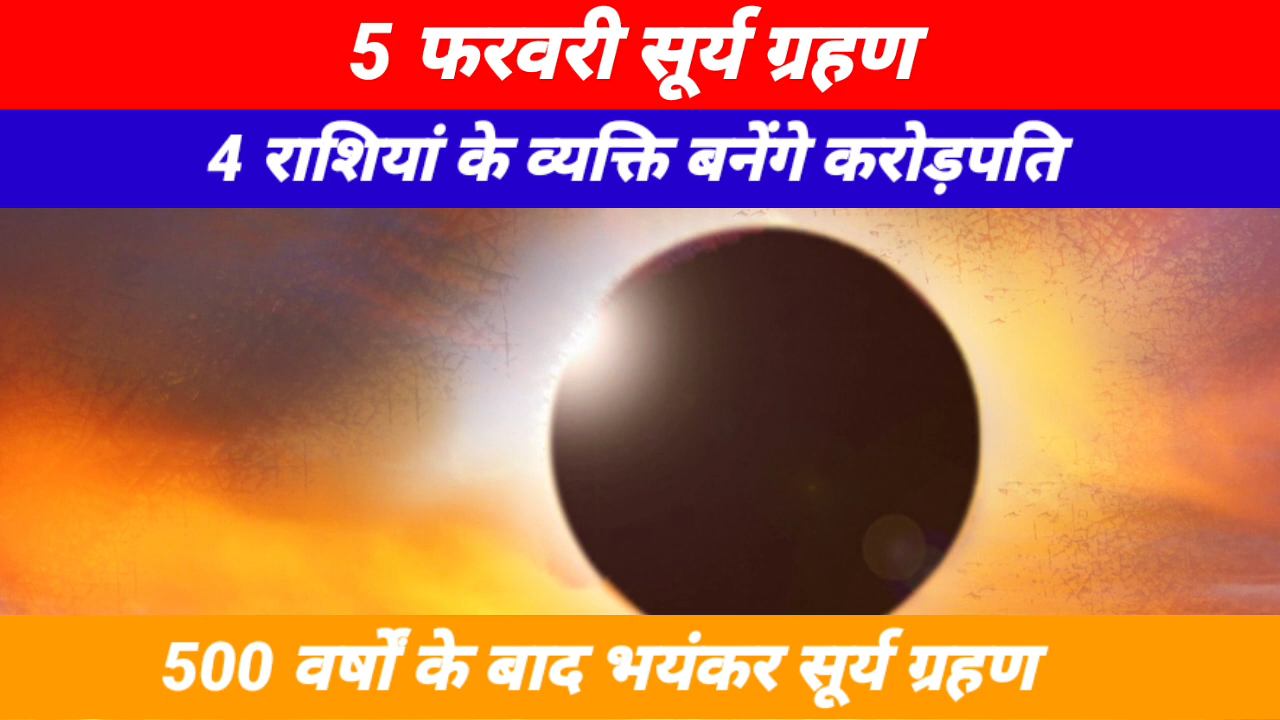 5 फरवरी सूर्य ग्रहण
4 राशियां के व्यक्ति बनेंगे करोड़पति
500 वर्षों के बाद भयंकर सूर्य ग्रहण